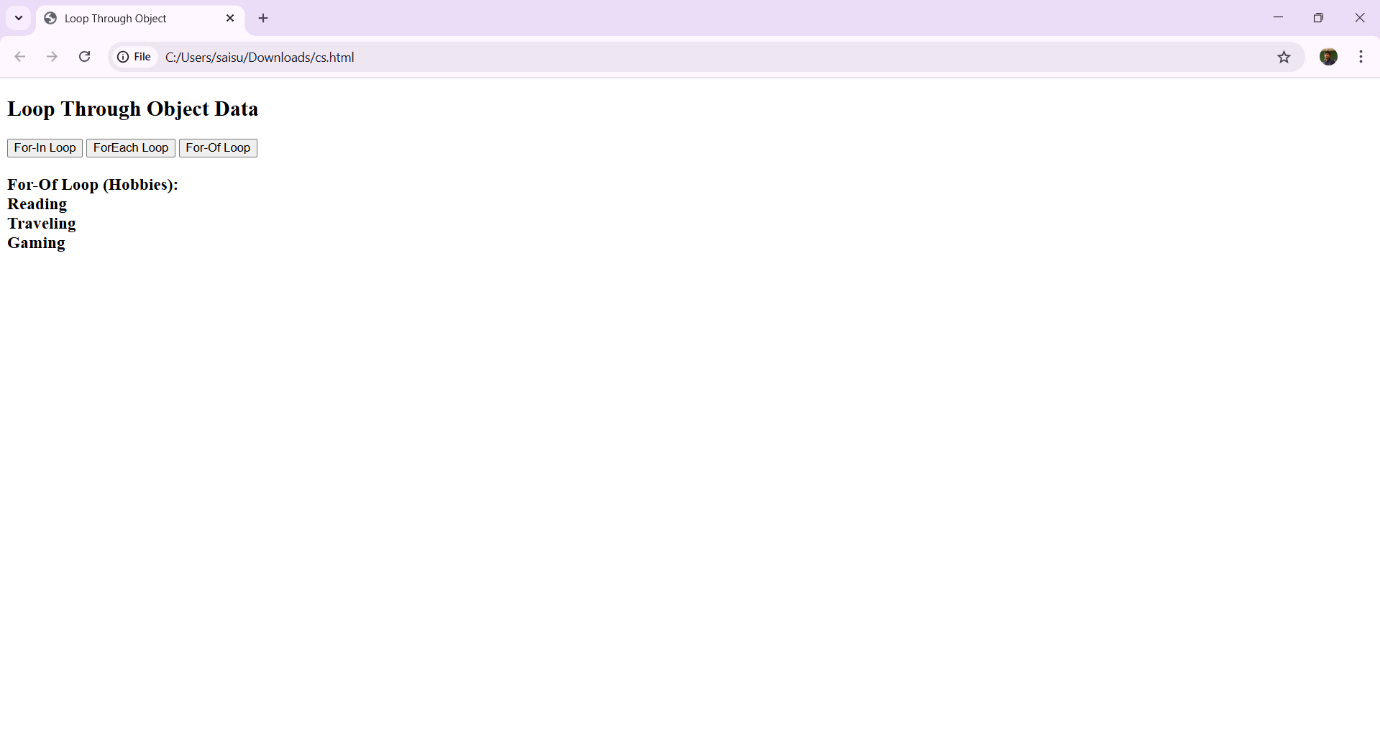 Loop Through Object
File C:/Users/saisu/Downloads/cs.html
Loop Through Object Data
For-In Loop ForEach Loop For-Of Loop
For-Of Loop (Hobbies):
Reading
Traveling
Gaming